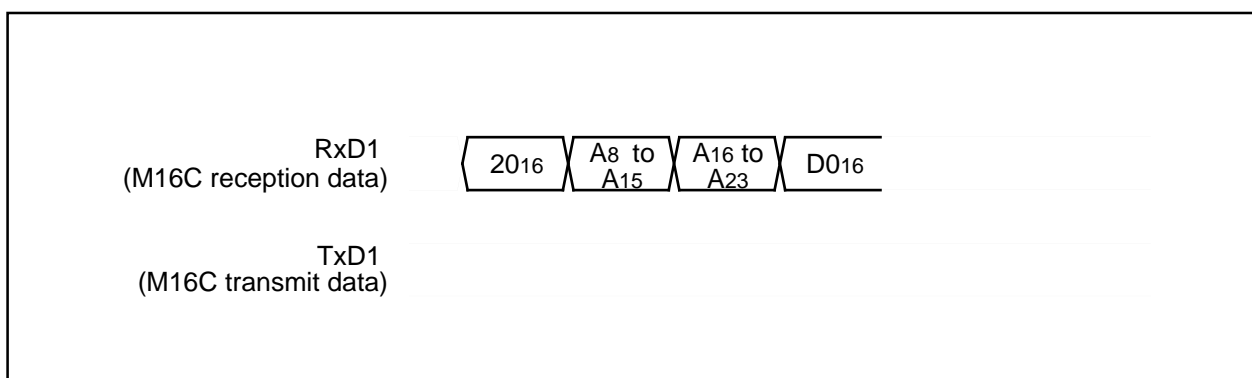 RxD1
(M16C reception data)
2016
A8 to
A15
A16 to
A23
D016
TxD1
(M16C transmit data)